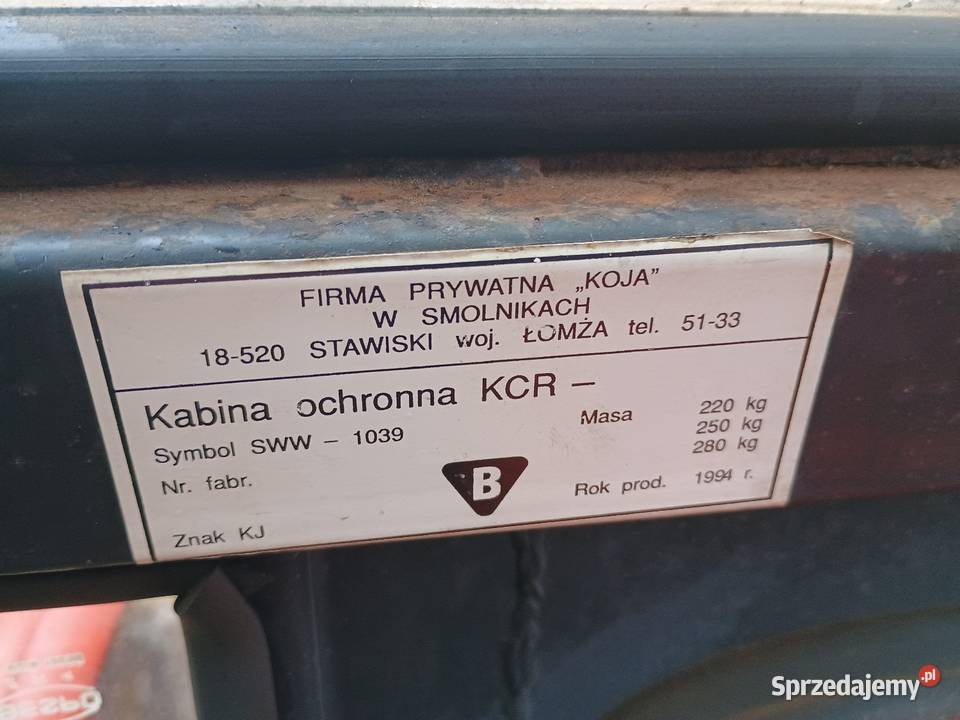 FIRMA PRYWATNA „KOJA”
W SMOLNIKACH
18-520 STAWISKI woj. ŁOMŻA tel. 51-33
Kabina ochronna KCR –
Symbol SWW – 1039
Masa 220 kg
250 kg
280 kg
Nr. fabr.
B
Rok prod. 1994 r.
Znak KJ
Sprzedajemy.pl